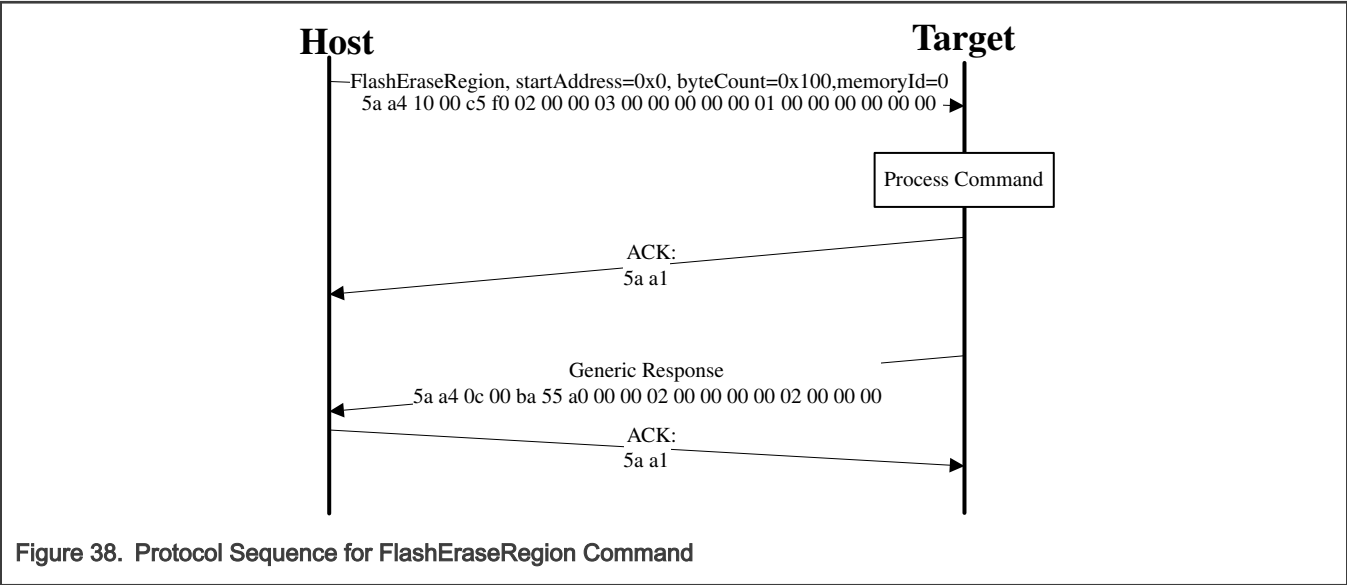 Host
Target
FlashEraseRegion, startAddress=0x0, byteCount=0x100,memoryId=0
5a a4 10 00 c5 f0 02 00 00 03 00 00 00 00 00 01 00 00 00 00 00 00
Process Command
ACK:
5a a1
Generic Response
5a a4 0c 00 ba 55 a0 00 00 02 00 00 00 00 02 00 00 00
ACK:
5a a1
Figure 38. Protocol Sequence for FlashEraseRegion Command